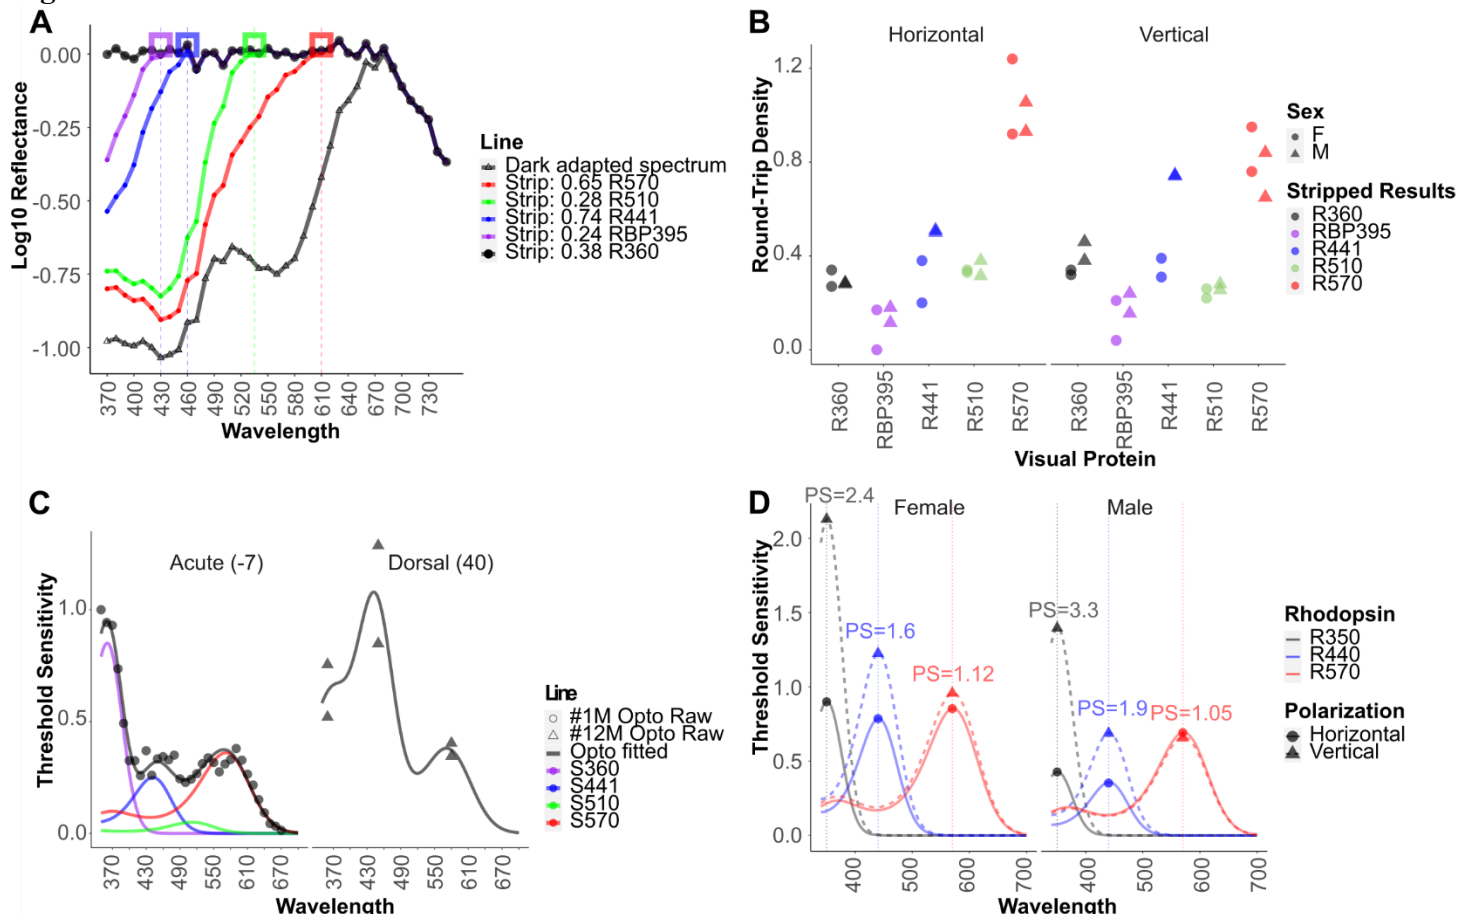 A
Log10 Reflectance
0.00
-0.25
-0.50
-0.75
-1.00
370
400
430
460
490
520
550
580
610
640
670
700
730
Wavelength
Line
Dark adapted spectrum
Strip: 0.65 R570
Strip: 0.28 R510
Strip: 0.74 R441
Strip: 0.24 RBP395
Strip: 0.38 R360
B
Horizontal
Vertical
Round-Trip Density
1.2
0.8
0.4
0.0
R360
RBP395
R441
R510
R570
R360
RBP395
R441
R510
R570
Visual Protein
Sex
F
M
Stripped Results
R360
RBP395
R441
R510
R570
C
Acute (-7)
Dorsal (40)
Threshold Sensitivity
1.0
0.5
0.0
370
430
490
550
610
670
370
430
490
550
610
670
Wavelength
Line
#1M Opto Raw
#12M Opto Raw
Opto fitted
S360
S441
S510
S570
D
PS=2.4
Female
Male
Threshold Sensitivity
2.0
1.5
1.0
0.5
0.0
PS=1.6
PS=1.12
PS=3.3
PS=1.9
PS=1.05
400
500
600
700
400
500
600
700
Wavelength
Rhodopsin
R350
R440
R570
Polarization
Horizontal
Vertical